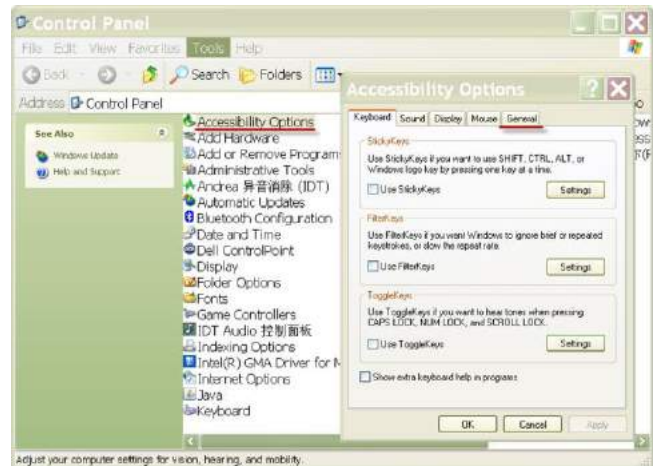 Control Panel
File Edit View Favorites Tools Help
Back Search Folders
Address Control Panel
See Also
Windows Update
Help and Support
Accessibility Options
Add Hardware
Add or Remove Program
Administrative Tools
Andrea 异音消除 (IDT)
Automatic Updates
Bluetooth Configuration
Date and Time
Dell ControlPoint
Display
Folder Options
Fonts
Game Controllers
IDT Audio 控制面板
Indexing Options
Intel(R) GMA Driver for M
Internet Options
Java
Keyboard
Accessibility Options
Keyboard Sound Display Mouse General
StickyKeys
Use StickyKeys if you want to use SHIFT, CTRL, ALT, or
Windows logo key by pressing one key at a time.
Use StickyKeys Settings
FilterKeys
Use FilterKeys if you want Windows to ignore brief or repeated
keystrokes, or slow the repeat rate.
Use FilterKeys Settings
ToggleKeys
Use ToggleKeys if you want to hear tones when pressing
CAPS LOCK, NUM LOCK, and SCROLL LOCK.
Use ToggleKeys Settings
Show extra keyboard help in programs
OK Cancel Apply
Adjust your computer settings for vision, hearing, and mobility.